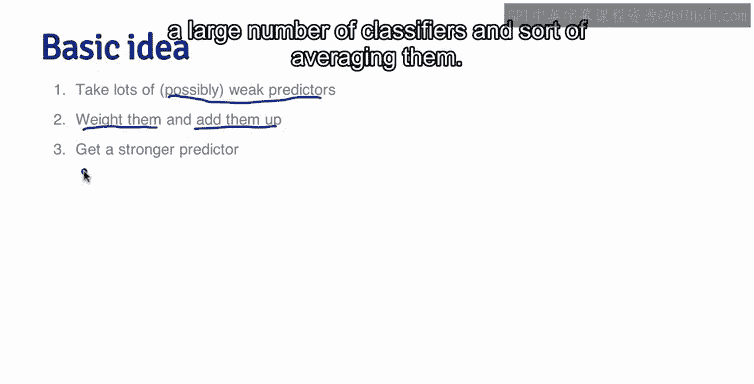 a large number of classifiers and sort of
averaging them.
Basic idea
1. Take lots of (possibly) weak predictors
2. Weight them and add them up
3. Get a stronger predictor